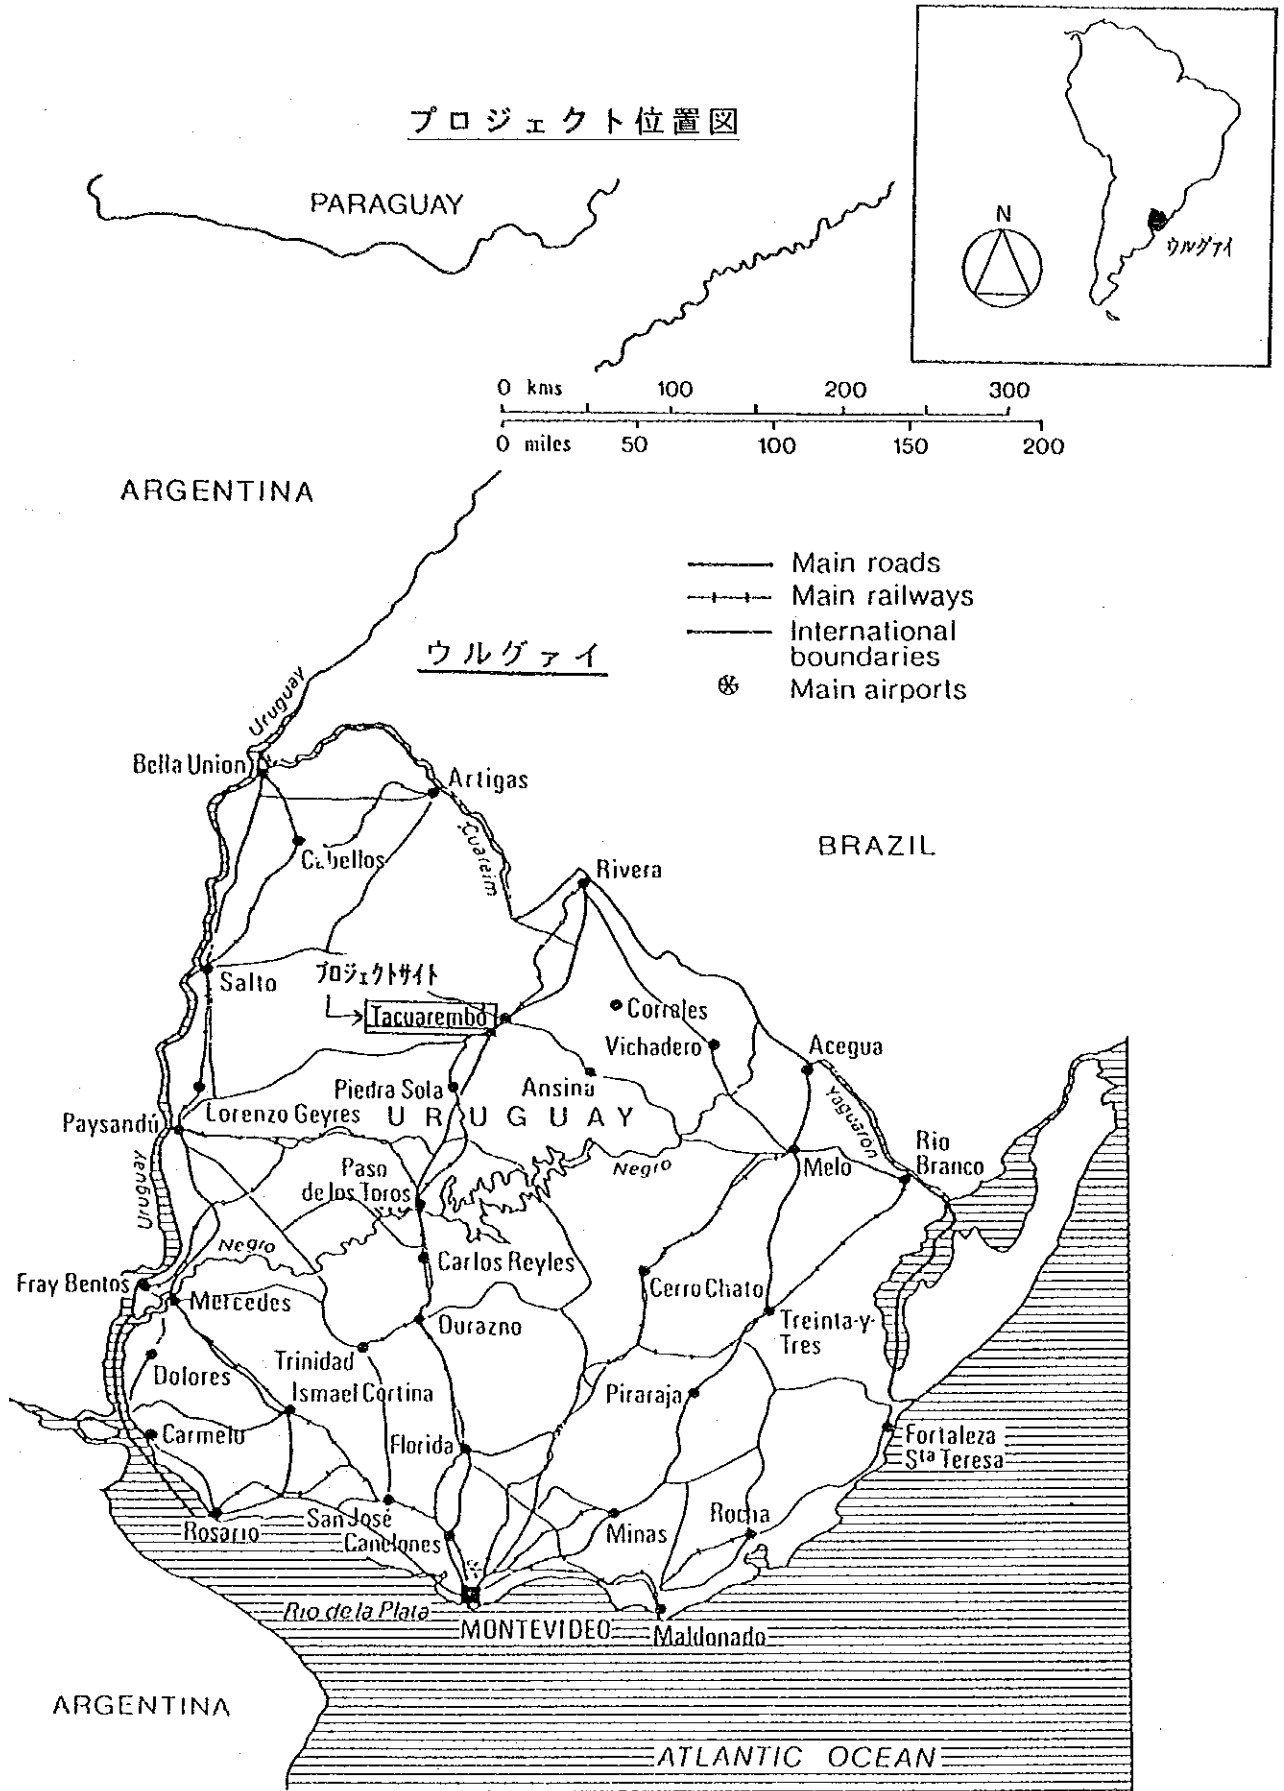 プロジェクト位置図
PARAGUAY
N
ウルグァイ
0 kms 100 200 300
0 miles 50 100 150 200
ARGENTINA
Main roads
Main railways
International
boundaries
Main airports
ウルグァイ
Uruguay
Bella Union
Artigas
Cuareim
BRAZIL
Cabellos
Rivera
Salto
プロジェクトサイト
Tacuarembó
Corrales
Vichadero
Acegua
Piedra Sola
Ansina
Lorenzo Geyres
URUGUAY
Yaguarón
Paysandú
Rio
Branco
Melo
Negro
Paso
de los Toros
Uruguay
Negro
Carlos Reyles
Fray Bentos
Mercedes
Cerro Chato
Durazno
Treinta-y-
Tres
Trinidad
Dolores
Ismael Cortina
Piraraja
Carmelo
Florida
Fortaleza
Sta Teresa
Rosario
San José
Canelones
Minas
Rocha
Rio de la Plata
MONTEVIDEO
Maldonado
ARGENTINA
ATLANTIC OCEAN